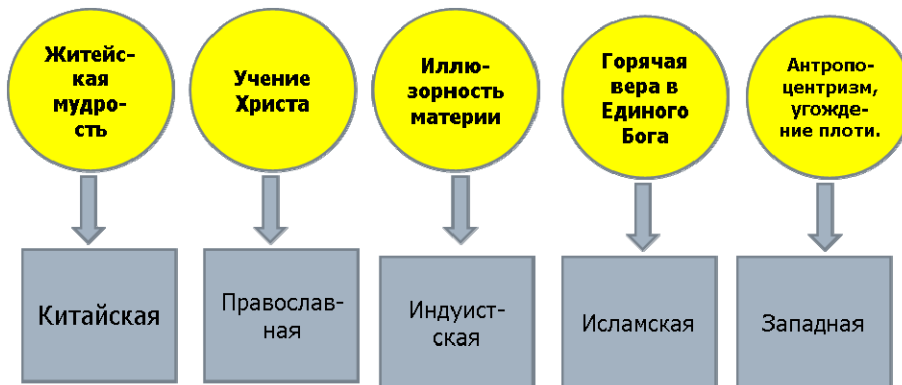 Житейс-
кая
мудро-
сть
Учение
Христа
Иллю-
зорность
материи
Горячая
вера в
Единого
Бога
Антропо-
центризм,
угожде-
ние плоти.
Китайская
Православ-
ная
Индуист-
ская
Исламская
Западная